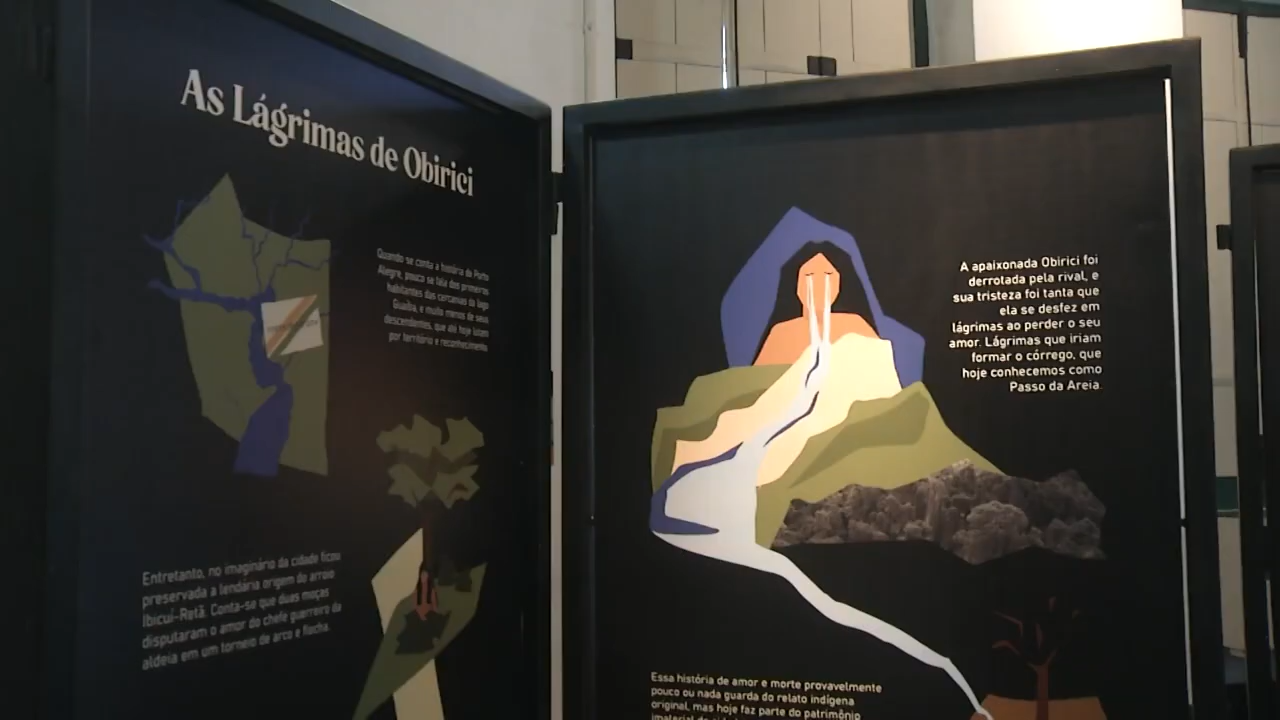 As Lágrimas de Obirici
Quando se conta a história de Porto
Alegre, pouco se fala dos primeiros
habitantes das cercanias do lago
Guaíba, e muito menos de seus
descendentes, que até hoje lutam
por território e reconhecimento
Entretanto, no imaginário da cidade ficou
preservada a lendária origem do arroio
Ibicuí-Retã. Conta-se que duas moças
disputaram o amor do chefe guerreiro da
aldeia em um torneio de arco e flecha.
A apaixonada Obirici foi
derrotada pela rival, e
sua tristeza foi tanta que
ela se desfez em
lágrimas ao perder o seu
amor. Lágrimas que iriam
formar o córrego, que
hoje conhecemos como
Passo da Areia.
Essa história de amor e morte provavelmente
pouco ou nada guarda do relato indígena
original, mas hoje faz parte do patrimônio
imaterial